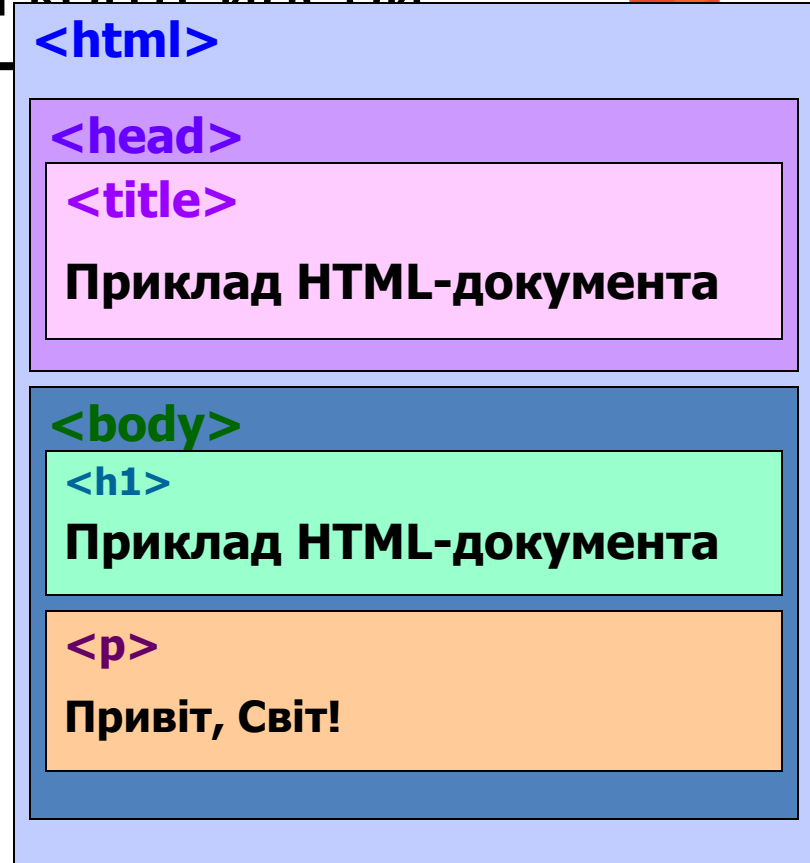 <html>
<head>
<title>
Приклад HTML-документа
<body>
<h1>
Приклад HTML-документа
<p>
Привіт, Світ!